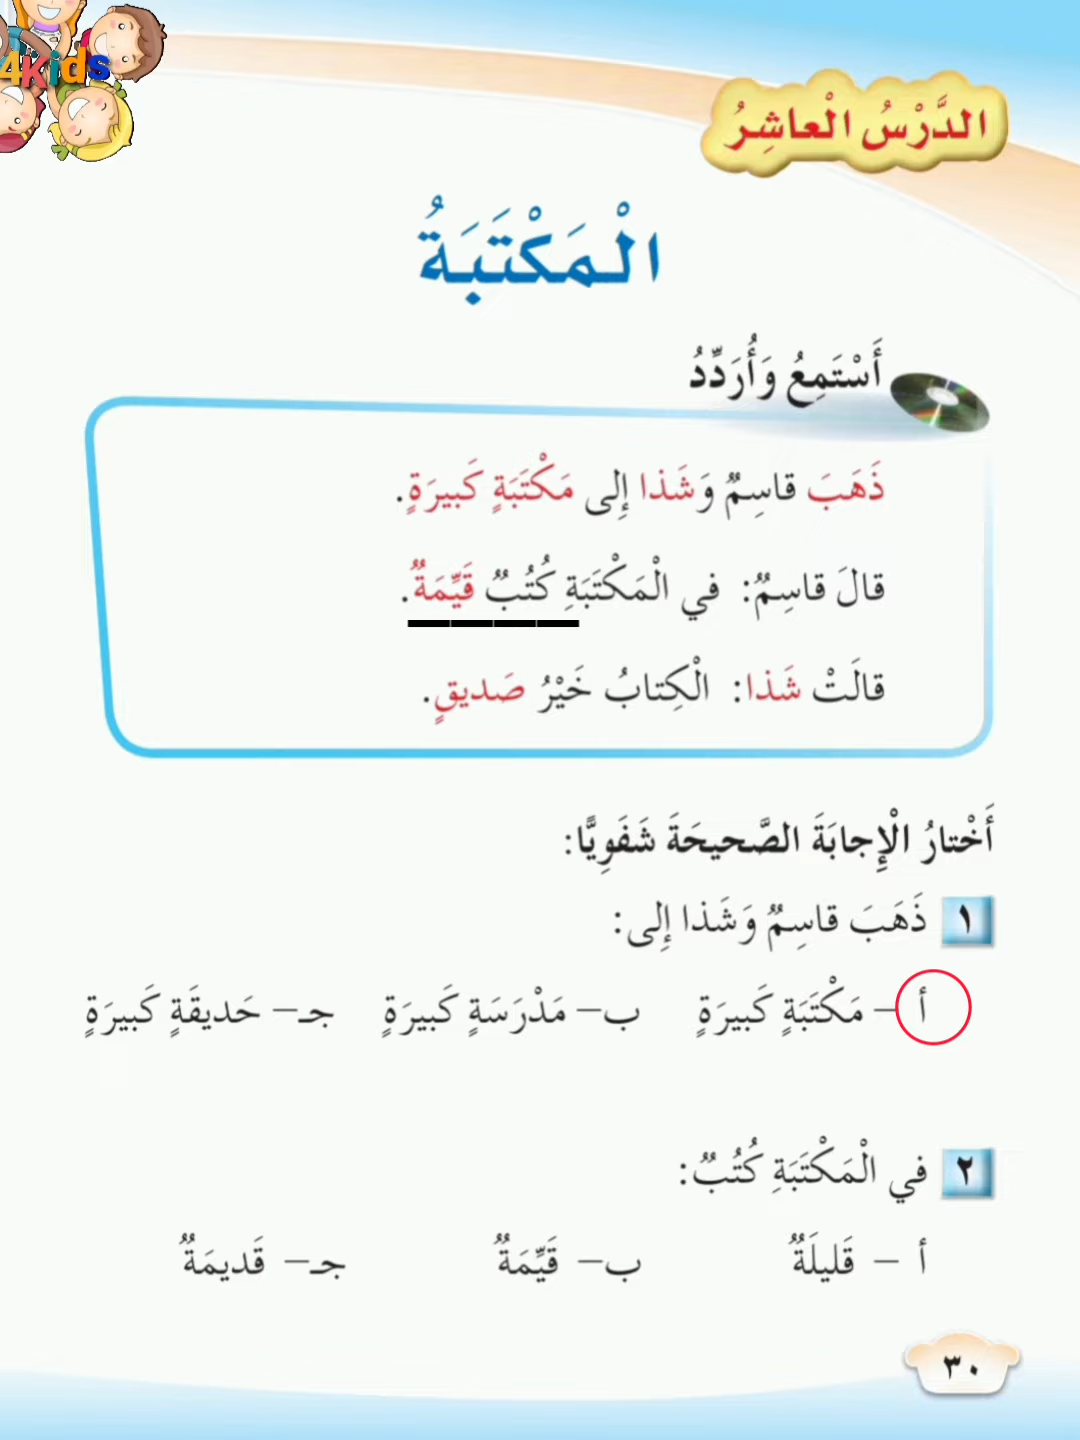 4kids
الدَّرْسُ الْعاشِرُ
الْمَكْتَبَةُ
أَسْتَمِعُ وَأُرَدِّدُ
ذَهَبَ قاسِمٌ وَشَذا إِلى مَكْتَبَةٍ كَبيرَةٍ.
قالَ قاسِمٌ: في الْمَكْتَبَةِ كُتُبٌ قَيِّمَةٌ.
قالَتْ شَذا: الْكِتابُ خَيْرُ صَديقٍ.
أَخْتارُ الْإِجابَةَ الصَّحيحَةَ شَفَوِيًّا:
١ ذَهَبَ قاسِمٌ وَشَذا إِلى:
أ – مَكْتَبَةٍ كَبيرَةٍ ب– مَدْرَسَةٍ كَبيرَةٍ جـ– حَديقَةٍ كَبيرَةٍ
٢ في الْمَكْتَبَةِ كُتُبٌ:
أ – قَليلَةٌ ب– قَيِّمَةٌ جـ– قَديمَةٌ
٣٠